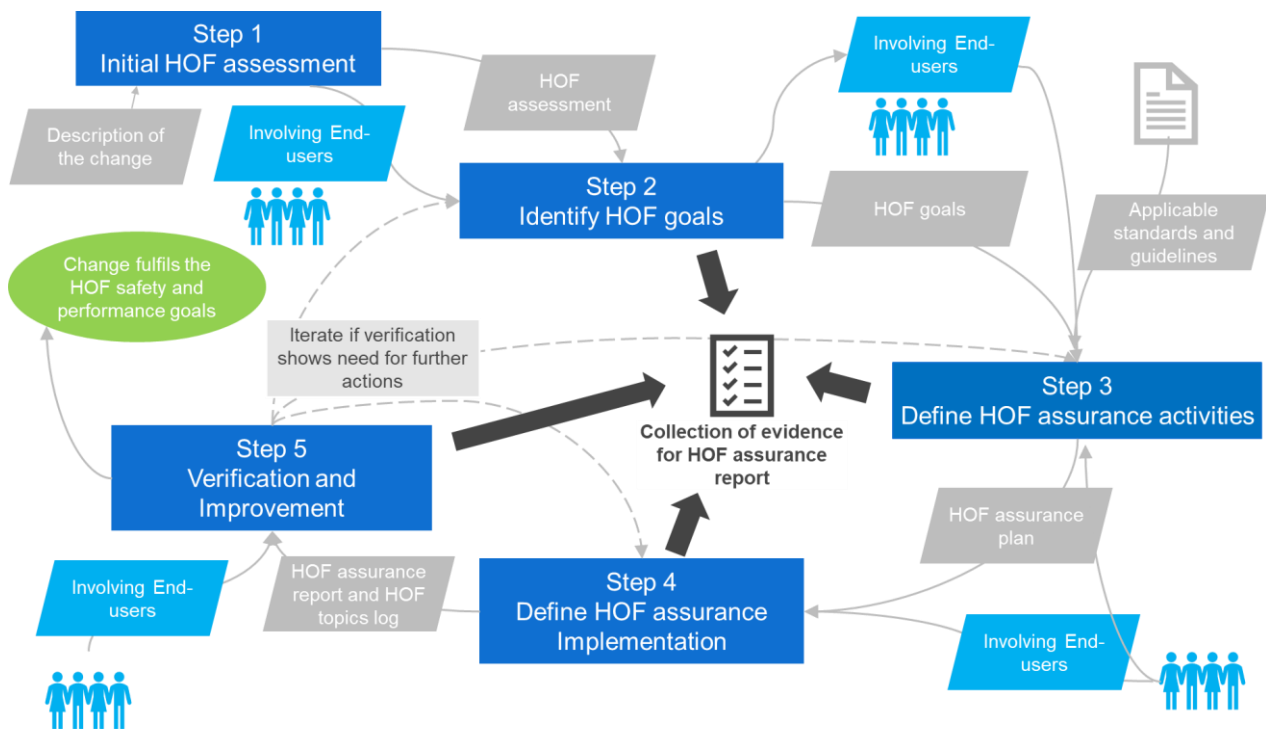 Step 1
Initial HOF assessment
HOF
assessment
Involving End-
users
Description of
the change
Involving End-
users
Step 2
Identify HOF goals
HOF goals
Applicable
standards and
guidelines
Change fulfils the
HOF safety and
performance goals
Iterate if verification
shows need for further
actions
Step 3
Define HOF assurance activities
Collection of evidence
for HOF assurance
report
Step 5
Verification and
Improvement
HOF assurance
plan
Involving End-
users
HOF assurance
report and HOF
topics log
Step 4
Define HOF assurance
Implementation
Involving End-
users